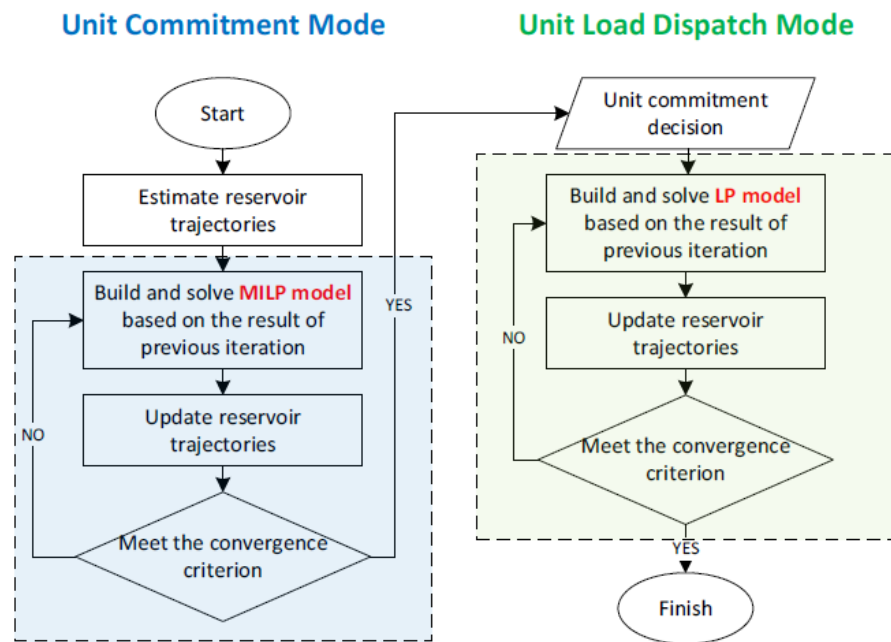 Unit Commitment Mode
Start
Estimate reservoir
trajectories
Build and solve MILP model
based on the result of
previous iteration
NO
Update reservoir
trajectories
Meet the convergence
criterion
YES
Unit Load Dispatch Mode
Unit commitment
decision
Build and solve LP model
based on the result of
previous iteration
NO
Update reservoir
trajectories
Meet the convergence
criterion
YES
Finish